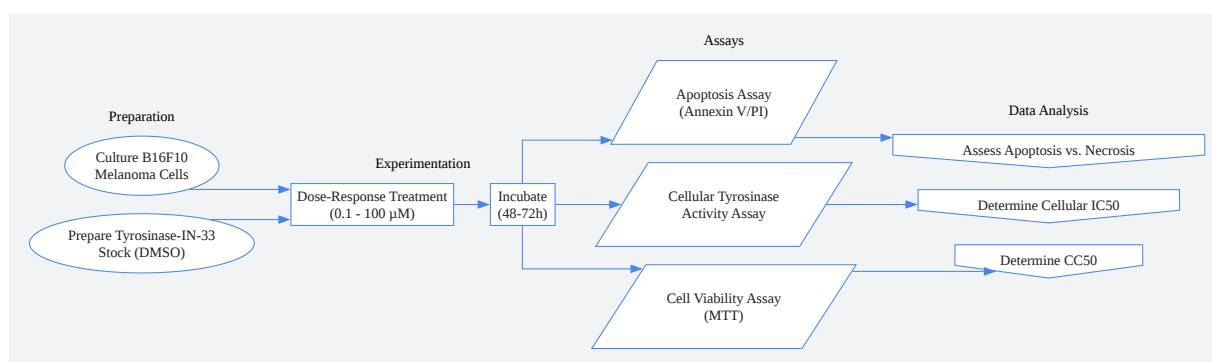 Preparation
Culture B16F10
Melanoma Cells
Prepare Tyrosinase-IN-33
Stock (DMSO)
Experimentation
Dose-Response Treatment
(0.1 - 100 µM)
Incubate
(48-72h)
Assays
Apoptosis Assay
(Annexin V/PI)
Cellular Tyrosinase
Activity Assay
Cell Viability Assay
(MTT)
Data Analysis
Assess Apoptosis vs. Necrosis
Determine Cellular IC50
Determine CC50